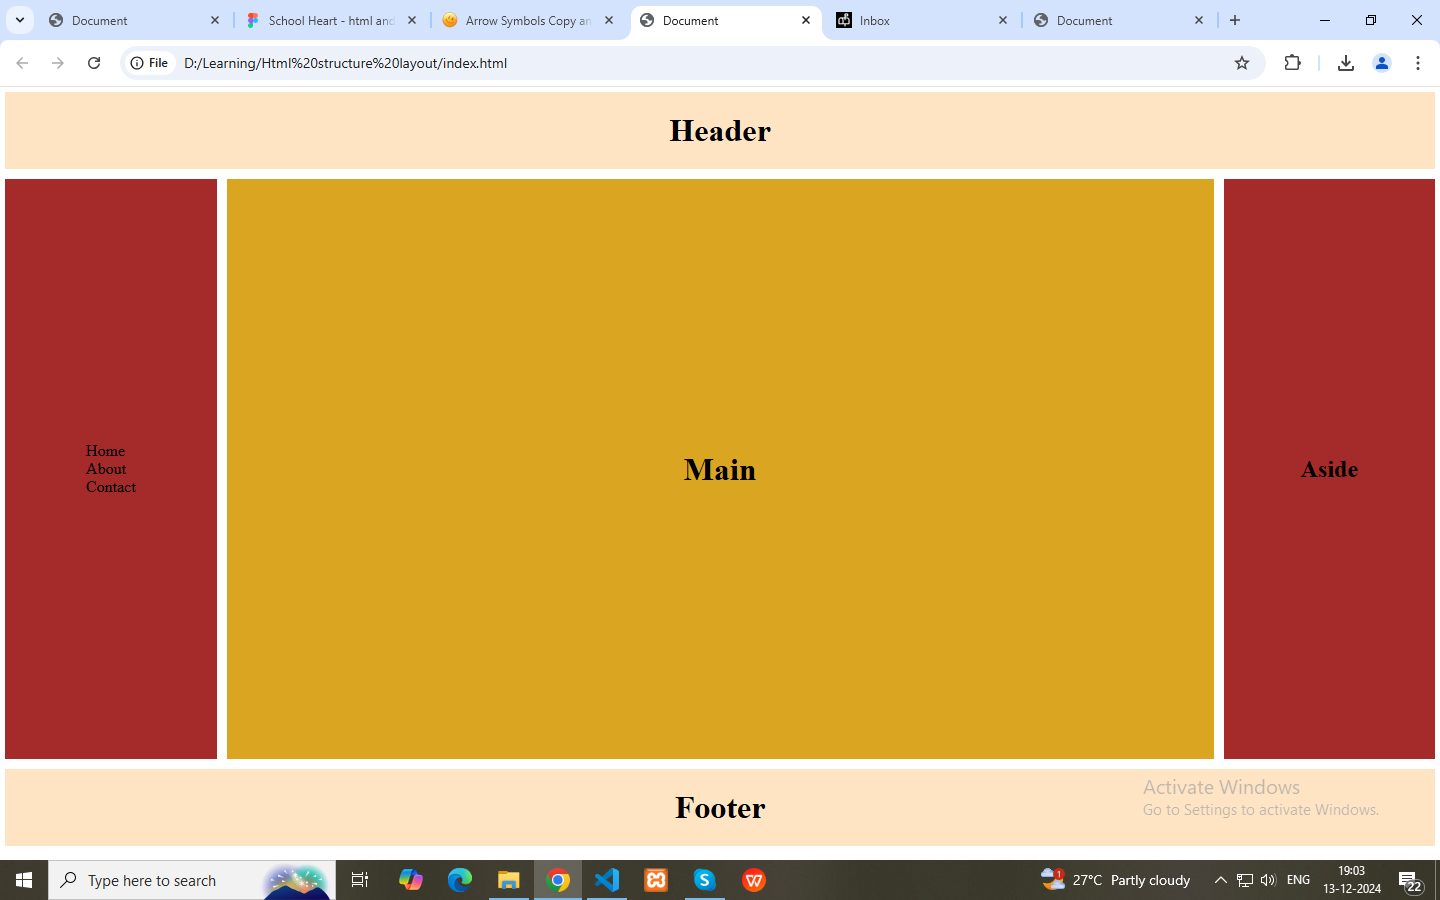 Document
School Heart - html and
Arrow Symbols Copy an
Document
Inbox
Document
File
D:/Learning/Html%20structure%20layout/index.html
Header
Home
About
Contact
Main
Aside
Footer
Activate Windows
Go to Settings to activate Windows.
Type here to search
1
27°C Partly cloudy
ENG
19:03
13-12-2024
22